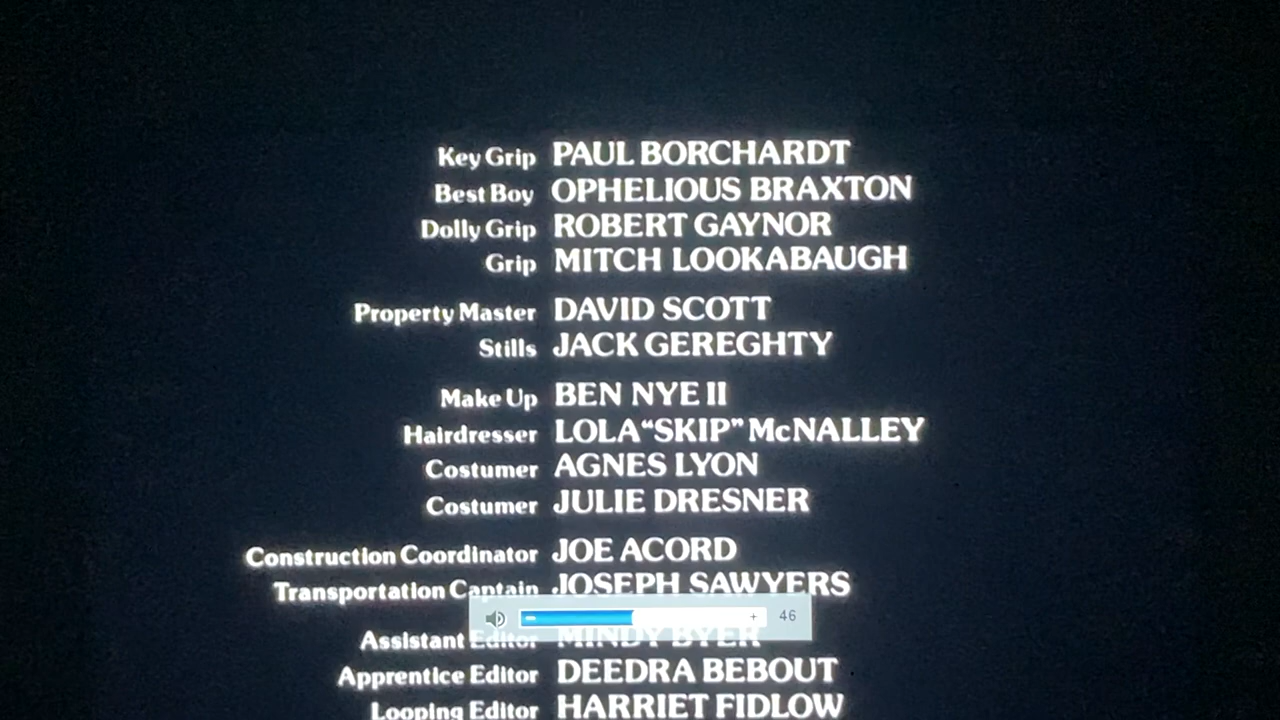 Key Grip PAUL BORCHARDT
Best Boy OPHELIOUS BRAXTON
Dolly Grip ROBERT GAYNOR
Grip MITCH LOOKABAUGH
Property Master DAVID SCOTT
Stills JACK GEREGHTY
Make Up BEN NYE II
Hairdresser LOLA “SKIP” McNALLEY
Costumer AGNES LYON
Costumer JULIE DRESNER
Construction Coordinator JOE ACORD
Transportation Captain JOSEPH SAWYERS
46
Assistant Editor MINDY BYER
Apprentice Editor DEEDRA BEBOUT
Looping Editor HARRIET FIDLOW